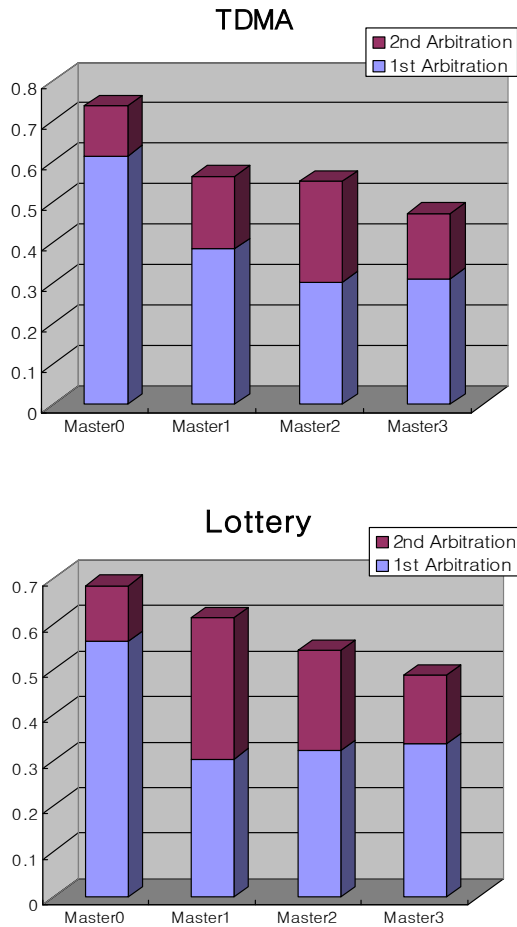 TDMA
2nd Arbitration
1st Arbitration
0.8
0.7
0.6
0.5
0.4
0.3
0.2
0.1
0
Master0 Master1 Master2 Master3
Lottery
2nd Arbitration
1st Arbitration
0.7
0.6
0.5
0.4
0.3
0.2
0.1
0
Master0 Master1 Master2 Master3